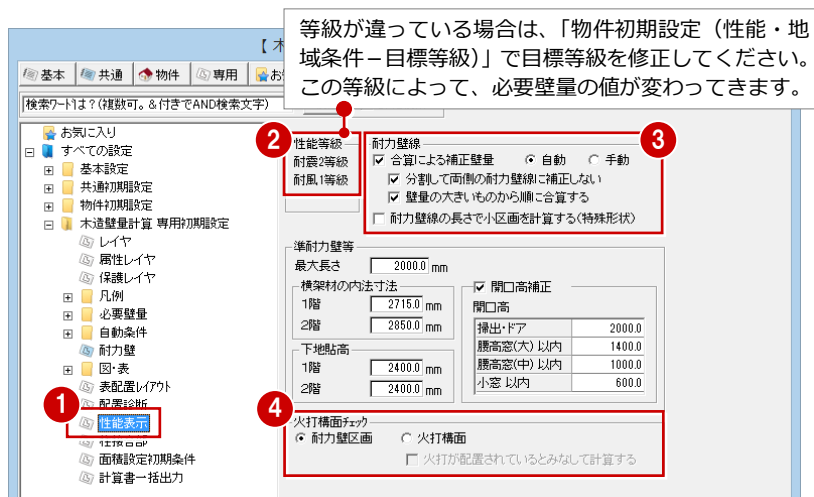 等級が違っている場合は、「物件初期設定（性能・地
域条件－目標等級）」で目標等級を修正してください。
この等級によって、必要壁量の値が変わってきます。
【 木
基本
共通
物件
専用
検索ワードは？(複数可。&付きでAND検索文字)
お気に入り
すべての設定
基本設定
共通初期設定
物件初期設定
木造壁量計算 専用初期設定
レイヤ
属性レイヤ
保護レイヤ
凡例
必要壁量
自動条件
耐力壁
図・表
表配置レイアウト
配置診断
1
性能表示
柱接合部
面積設定初期条件
計算書一括出力
2
性能等級
耐震2等級
耐風1等級
3
耐力壁線
合算による補正壁量
自動
手動
分割して両側の耐力壁線に補正しない
壁量の大きいものから順に合算する
耐力壁線の長さで小区画を計算する(特殊形状)
準耐力壁等
最大長さ 2000.0 mm
横架材の内法寸法
1階 2715.0 mm
2階 2850.0 mm
下地貼高
1階 2400.0 mm
2階 2400.0 mm
開口高補正
開口高
掃出・ドア 2000.0
腰高窓(大) 以内 1400.0
腰高窓(中) 以内 1000.0
小窓 以内 600.0
4
火打構面チェック
耐力壁区画
火打構面
火打が配置されているとみなして計算する